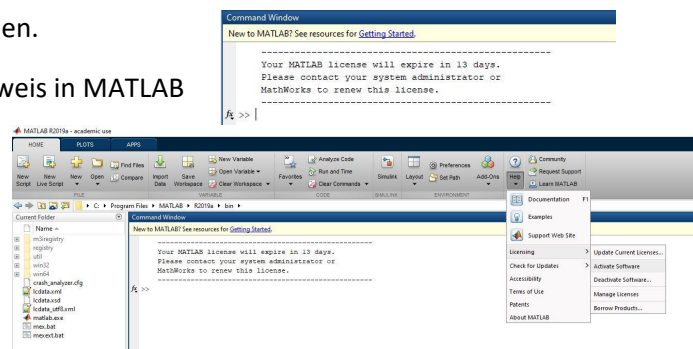 en.
weis in MATLAB
Command Window
New to MATLAB? See resources for Getting Started.
Your MATLAB license will expire in 13 days.
Please contact your system administrator or
MathWorks to renew this license.
fx >>
MATLAB R2019a - academic use
HOME PLOTS APPS
New Script
New Live Script
New
Open
Find Files
Compare
Import Data
Save Workspace
New Variable
Open Variable
Clear Workspace
Favorites
Analyze Code
Run and Time
Clear Commands
Simulink
Layout
Preferences
Set Path
Add-Ons
Help
Community
Request Support
Learn MATLAB
FILE VARIABLE CODE SIMULINK ENVIRONMENT
C: Program Files MATLAB R2019a bin
Current Folder
Name
m3iregistry
registry
util
win32
win64
crash_analyzer.cfg
lcdata.xml
lcdata.xsd
lcdata_utf8.xml
matlab.exe
mex.bat
mexext.bat
Command Window
New to MATLAB? See resources for Getting Started.
Your MATLAB license will expire in 13 days.
Please contact your system administrator or
MathWorks to renew this license.
fx >>
Documentation F1
Examples
Support Web Site
Licensing
Check for Updates
Accessibility
Terms of Use
Patents
About MATLAB
Update Current Licenses...
Activate Software
Deactivate Software...
Manage Licenses
Borrow Products...